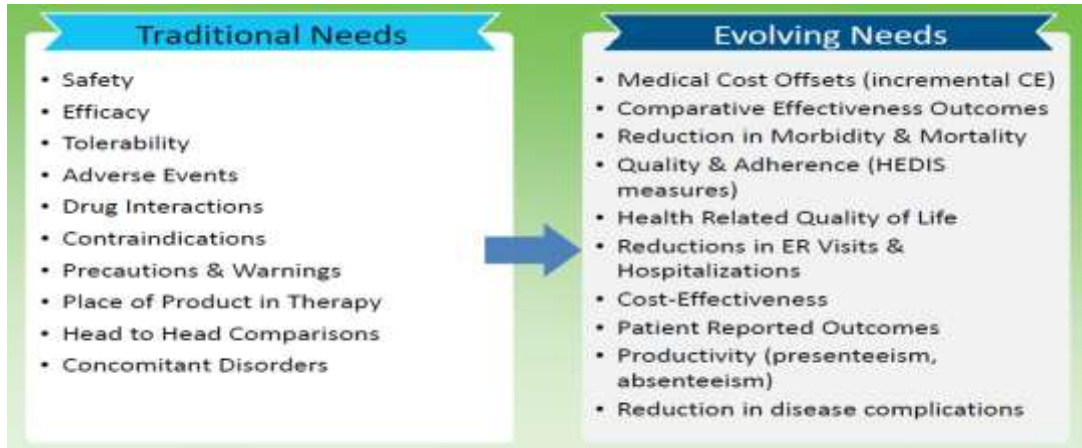 Traditional Needs
• Safety
• Efficacy
• Tolerability
• Adverse Events
• Drug Interactions
• Contraindications
• Precautions & Warnings
• Place of Product in Therapy
• Head to Head Comparisons
• Concomitant Disorders
Evolving Needs
• Medical Cost Offsets (incremental CE)
• Comparative Effectiveness Outcomes
• Reduction in Morbidity & Mortality
• Quality & Adherence (HEDIS
measures)
• Health Related Quality of Life
• Reductions in ER Visits &
Hospitalizations
• Cost-Effectiveness
• Patient Reported Outcomes
• Productivity (presenteeism,
absenteeism)
• Reduction in disease complications